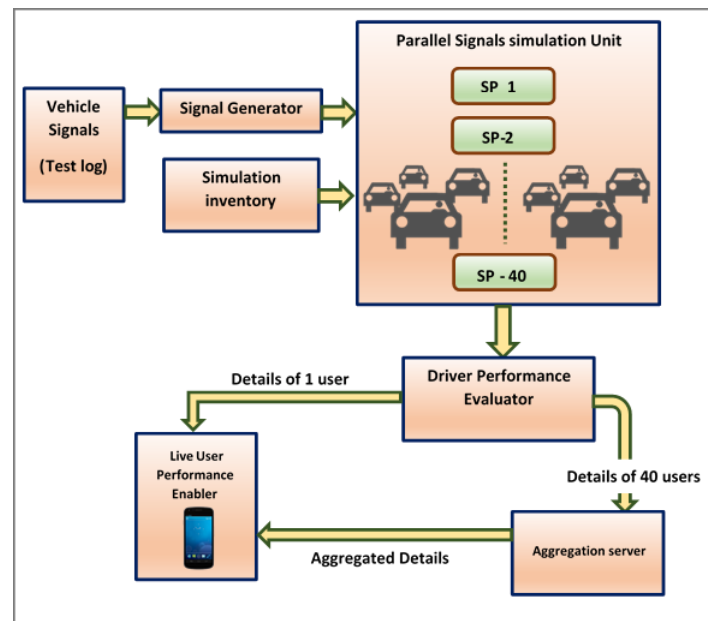 Parallel Signals simulation Unit
Vehicle
Signals
(Test log)
Signal Generator
Simulation
inventory
SP 1
SP-2
SP - 40
Driver Performance
Evaluator
Details of 1 user
Details of 40 users
Live User
Performance
Enabler
Aggregated Details
Aggregation server